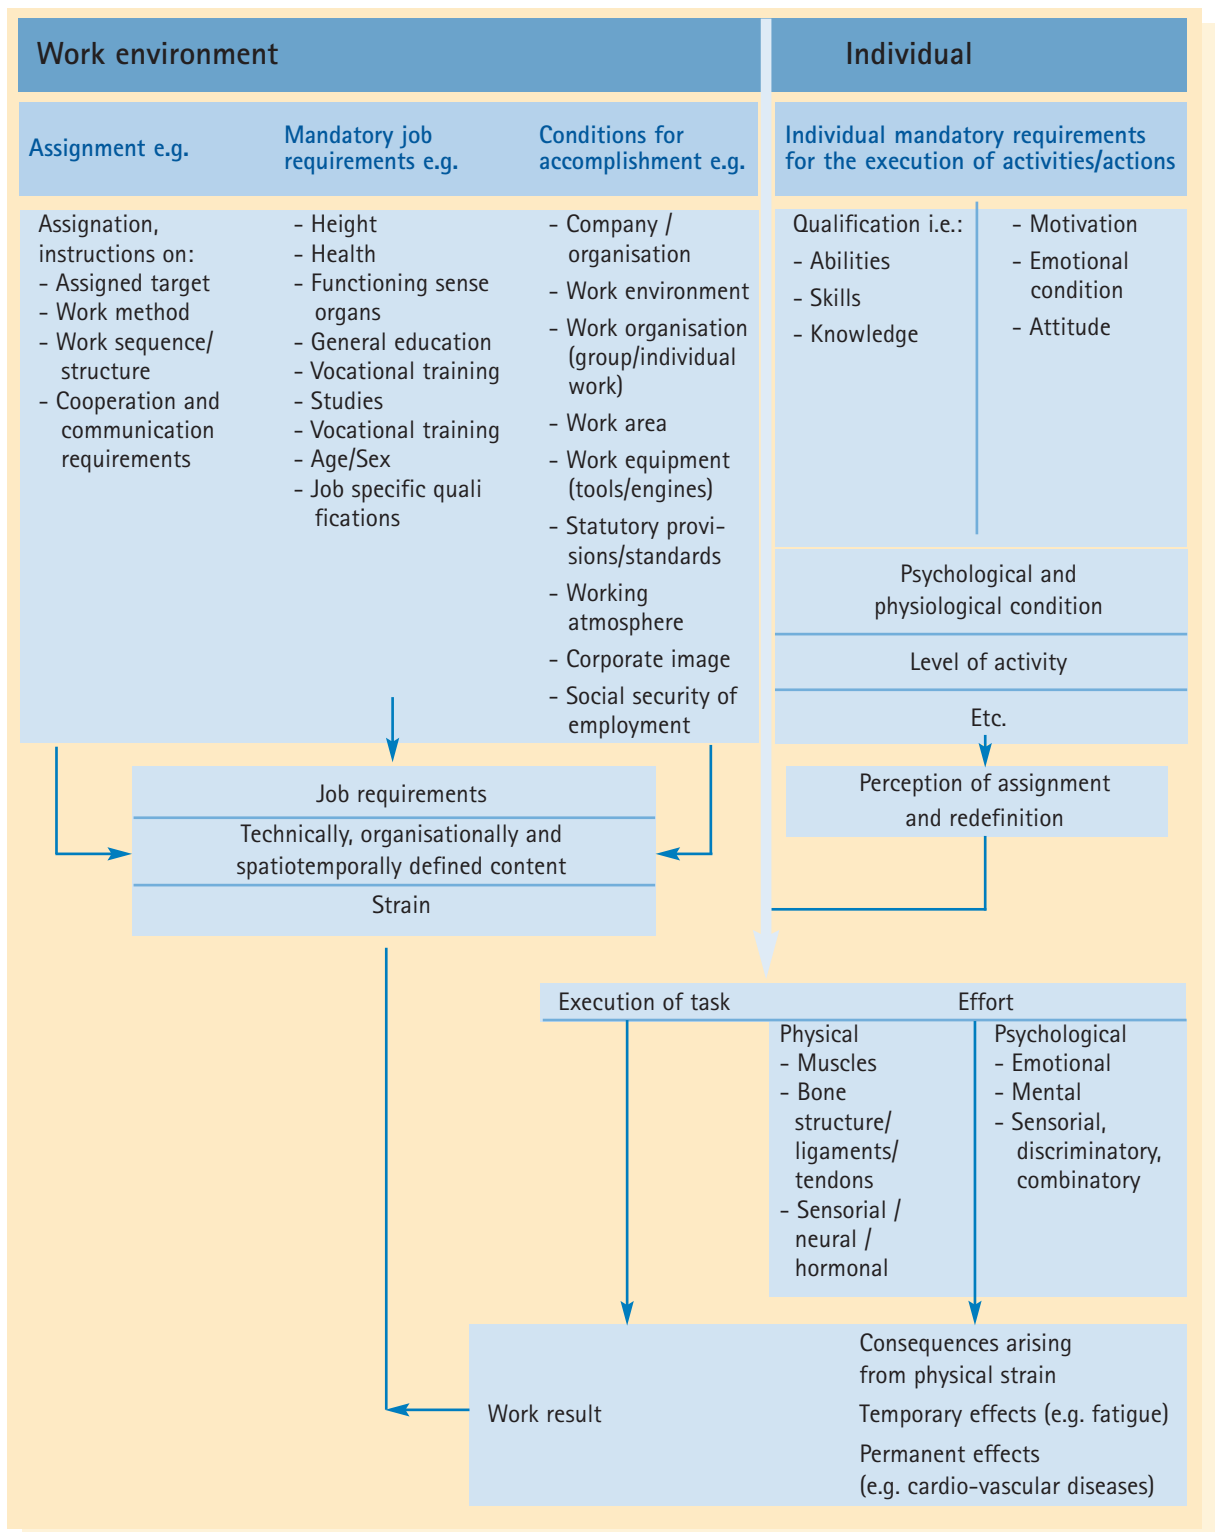 Work environment
Individual
Assignment e.g.
Mandatory job
requirements e.g.
Conditions for
accomplishment e.g.
Individual mandatory requirements
for the execution of activities/actions
Assignation,
instructions on:
- Assigned target
- Work method
- Work sequence/
structure
- Cooperation and
communication
requirements
- Height
- Health
- Functioning sense
organs
- General education
- Vocational training
- Studies
- Vocational training
- Age/Sex
- Job specific quali
fications
- Company /
organisation
- Work environment
- Work organisation
(group/individual
work)
- Work area
- Work equipment
(tools/engines)
- Statutory provi-
sions/standards
- Working
atmosphere
- Corporate image
- Social security of
employment
Qualification i.e.:
- Abilities
- Skills
- Knowledge
- Motivation
- Emotional
condition
- Attitude
Psychological and
physiological condition
Level of activity
Etc.
Job requirements
Technically, organisationally and
spatiotemporally defined content
Strain
Perception of assignment
and redefinition
Execution of task
Effort
Physical
- Muscles
- Bone
structure/
ligaments/
tendons
- Sensorial /
neural /
hormonal
Psychological
- Emotional
- Mental
- Sensorial,
discriminatory,
combinatory
Work result
Consequences arising
from physical strain
Temporary effects (e.g. fatigue)
Permanent effects
(e.g. cardio-vascular diseases)